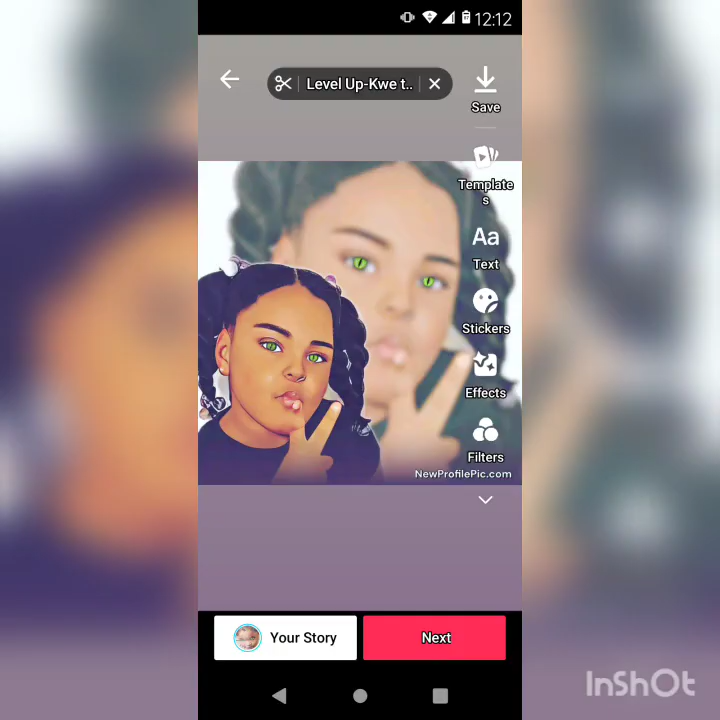 12:12
Level Up-Kwe t..
Save
Template
s
Aa
Text
Stickers
Effects
Filters
NewProfilePic.com
Your Story
Next
InShOt